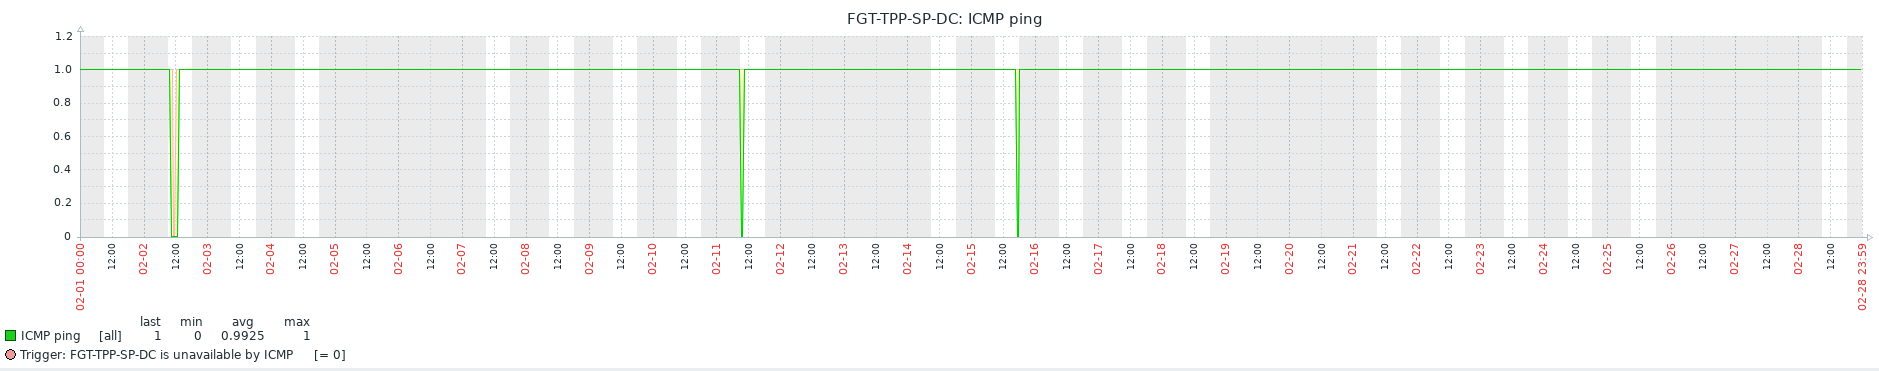 FGT-TPP-SP-DC: ICMP ping
1.2
1.0
0.8
0.6
0.4
0.2
0
02-01 00:00 12:00 02-02 12:00 02-03 12:00 02-04 12:00 02-05 12:00 02-06 12:00 02-07 12:00 02-08 12:00 02-09 12:00 02-10 12:00 02-11 12:00 02-12 12:00 02-13 12:00 02-14 12:00 02-15 12:00 02-16 12:00 02-17 12:00 02-18 12:00 02-19 12:00 02-20 12:00 02-21 12:00 02-22 12:00 02-23 12:00 02-24 12:00 02-25 12:00 02-26 12:00 02-27 12:00 02-28 12:00 02-28 23:59
last min avg max
ICMP ping [all] 1 0 0.9925 1
Trigger: FGT-TPP-SP-DC is unavailable by ICMP [= 0]